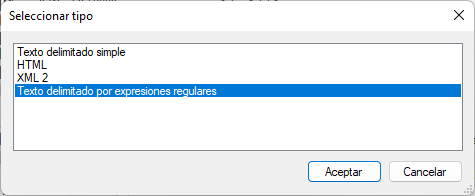 Seleccionar tipo
Texto delimitado simple
HTML
XML 2
Texto delimitado por expresiones regulares
Aceptar
Cancelar